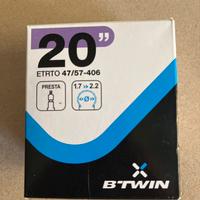 20”
ETRTO 47/57-406
PRESTA
1.7 >> 2.2
B'TWIN